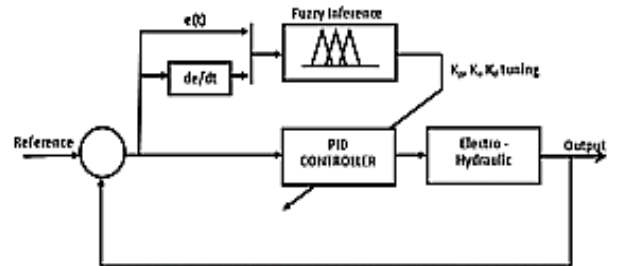 e(t)
Fuzzy Inference
de/dt
Kp, Ki, Kd tuning
Reference
PID
CONTROLLER
Electro -
Hydraulic
Output